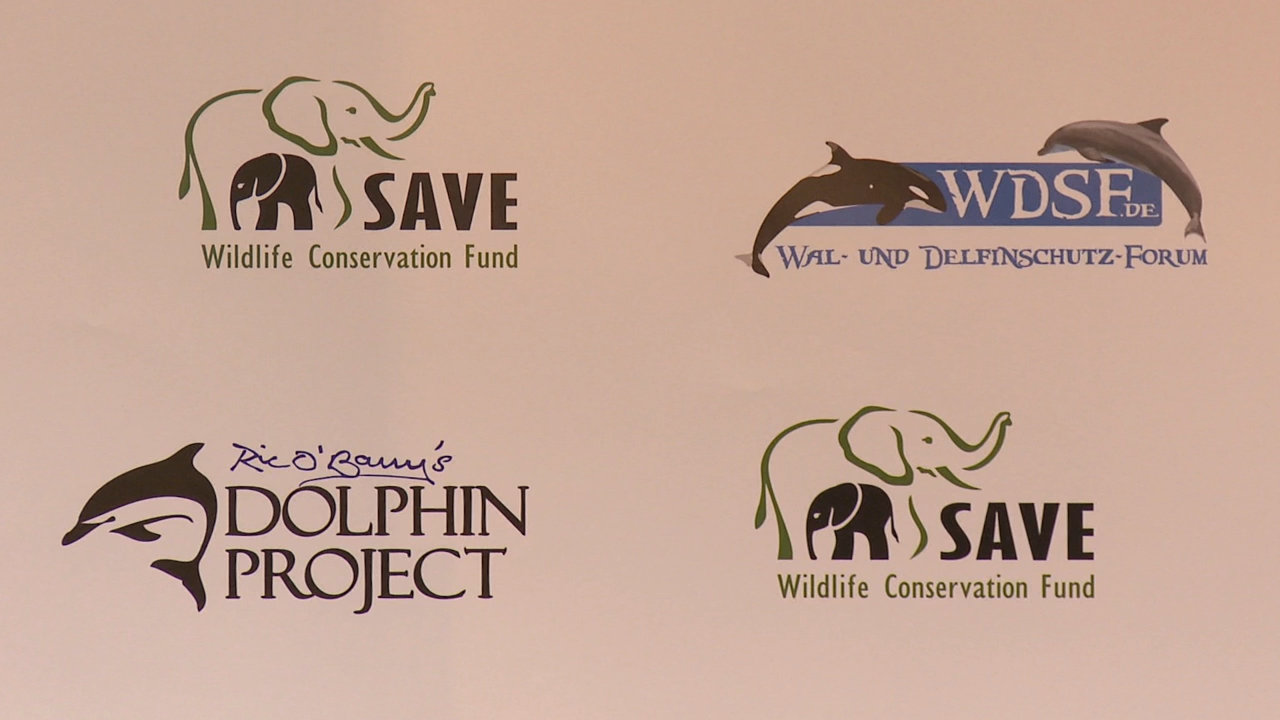 SAVE
Wildlife Conservation Fund
WDSF.DE
WAL- UND DELFINSCHUTZ-FORUM
Ric O'Barry's
DOLPHIN
PROJECT
SAVE
Wildlife Conservation Fund